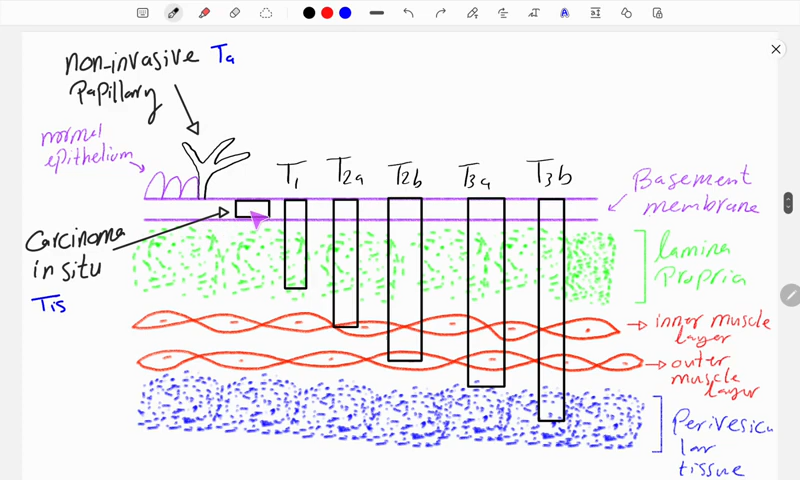 non-invasive Ta
Papillary
normal
epithelium
T1 T2a T2b T3a T3b
Basement
membrane
Carcinoma
in situ
Tis
lamina
Propria
inner muscle
layer
outer
muscle
layer
Perivesicu
lar
tissue